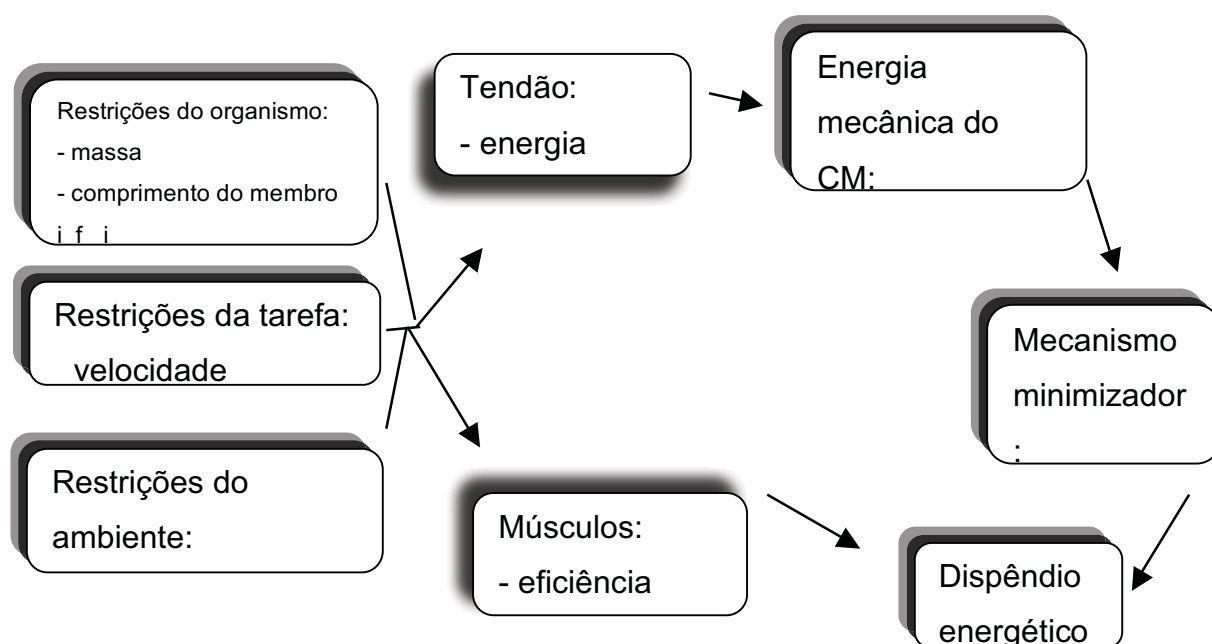 Restrições do organismo:
- massa
- comprimento do membro
Restrições da tarefa:
velocidade
Restrições do
ambiente:
Tendão:
- energia
Músculos:
- eficiência
Energia
mecânica do
CM:
Mecanismo
minimizador
:
Dispêndio
energético